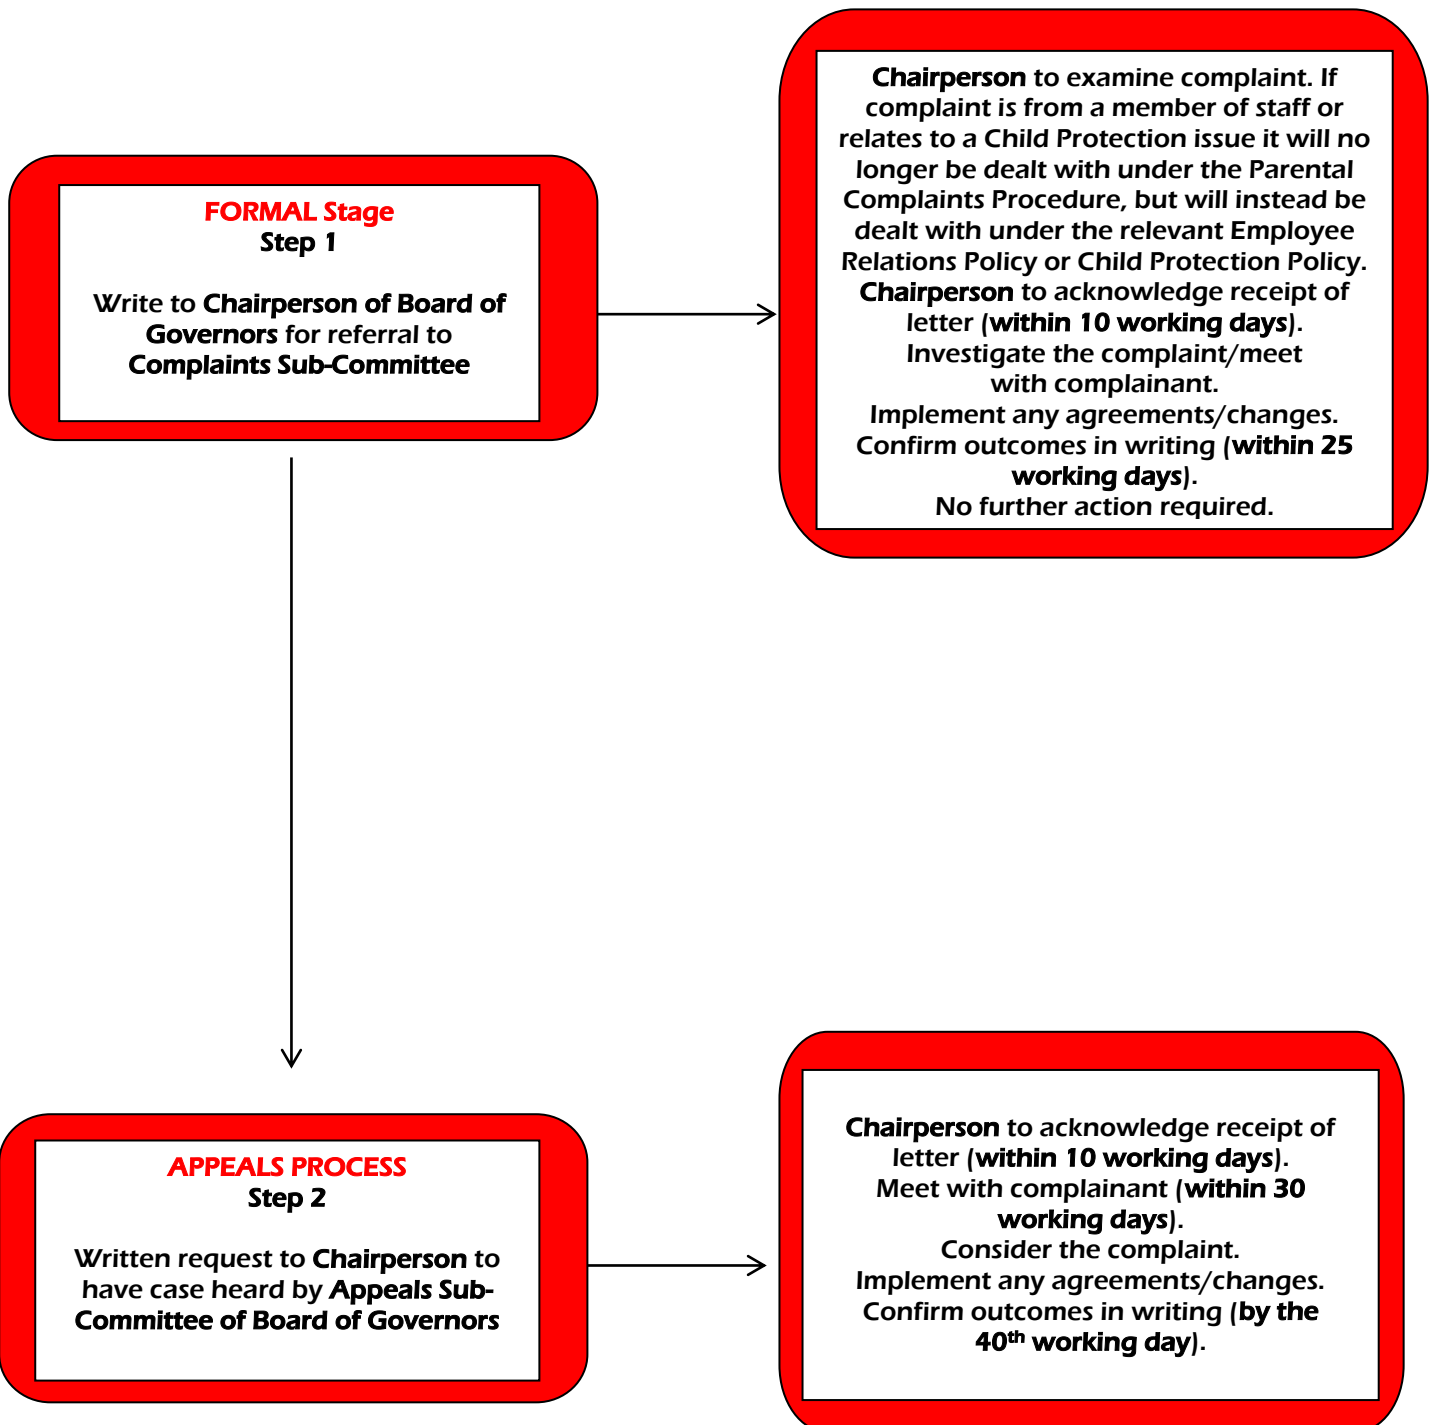 FORMAL Stage
Step 1
Write to Chairperson of Board of
Governors for referral to
Complaints Sub-Committee
Chairperson to examine complaint. If
complaint is from a member of staff or
relates to a Child Protection issue it will no
longer be dealt with under the Parental
Complaints Procedure, but will instead be
dealt with under the relevant Employee
Relations Policy or Child Protection Policy.
Chairperson to acknowledge receipt of
letter (within 10 working days).
Investigate the complaint/meet
with complainant.
Implement any agreements/changes.
Confirm outcomes in writing (within 25
working days).
No further action required.
APPEALS PROCESS
Step 2
Written request to Chairperson to
have case heard by Appeals Sub-
Committee of Board of Governors
Chairperson to acknowledge receipt of
letter (within 10 working days).
Meet with complainant (within 30
working days).
Consider the complaint.
Implement any agreements/changes.
Confirm outcomes in writing (by the
40th working day).